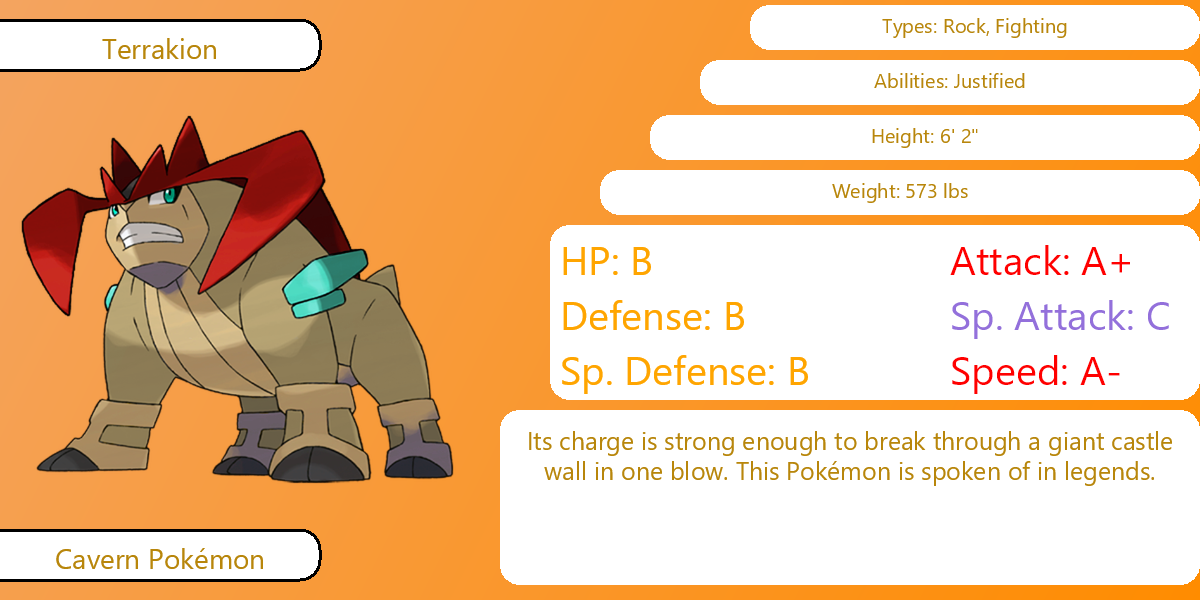 Terrakion
Types: Rock, Fighting
Abilities: Justified
Height: 6' 2"
Weight: 573 lbs
HP: B
Attack: A+
Defense: B
Sp. Attack: C
Sp. Defense: B
Speed: A-
Its charge is strong enough to break through a giant castle
wall in one blow. This Pokémon is spoken of in legends.
Cavern Pokémon